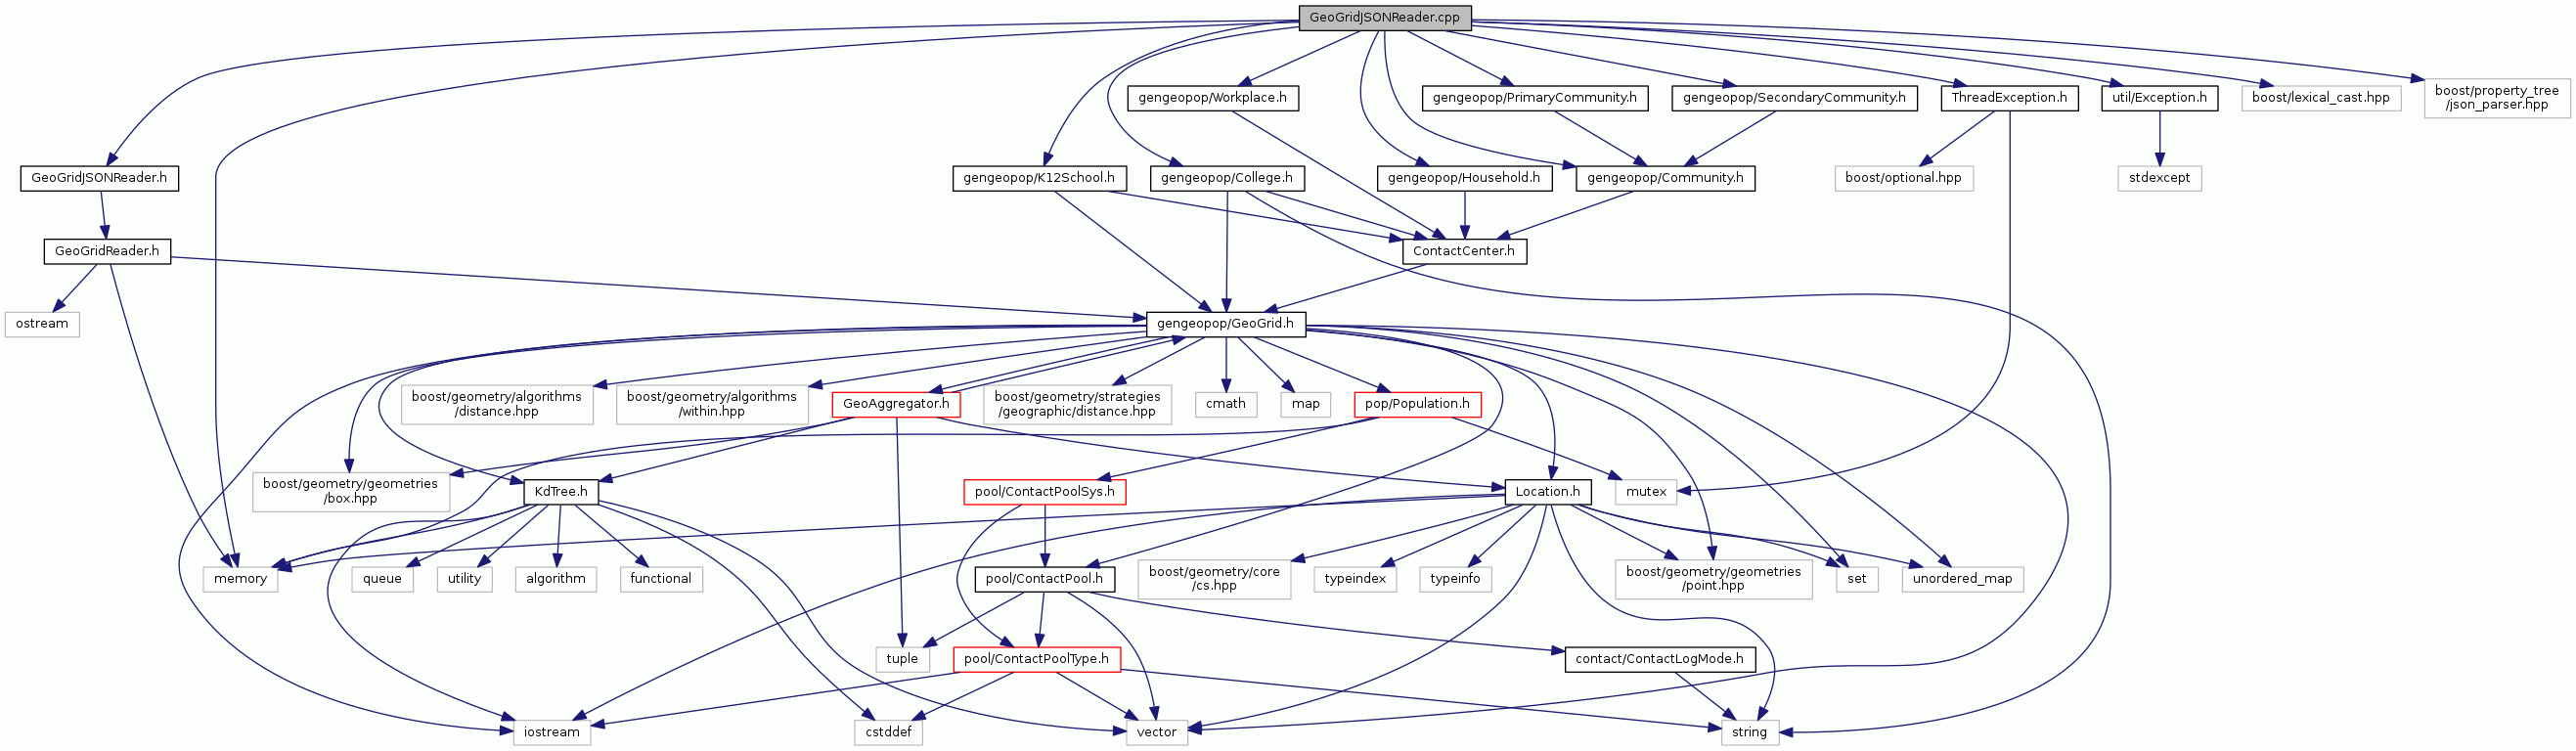 GeoGridJSONReader.cpp
gengeopop/Workplace.h
gengeopop/PrimaryCommunity.h
gengeopop/SecondaryCommunity.h
ThreadException.h
util/Exception.h
boost/lexical_cast.hpp
boost/property_tree
/json_parser.hpp
GeoGridJSONReader.h
gengeopop/K12School.h
gengeopop/College.h
gengeopop/Household.h
gengeopop/Community.h
boost/optional.hpp
stdexcept
GeoGridReader.h
ContactCenter.h
ostream
gengeopop/GeoGrid.h
boost/geometry/algorithms
/distance.hpp
boost/geometry/algorithms
/within.hpp
GeoAggregator.h
boost/geometry/strategies
/geographic/distance.hpp
cmath
map
pop/Population.h
boost/geometry/geometries
/box.hpp
KdTree.h
pool/ContactPoolSys.h
Location.h
mutex
memory
queue
utility
algorithm
functional
pool/ContactPool.h
boost/geometry/core
/cs.hpp
typeindex
typeinfo
boost/geometry/geometries
/point.hpp
set
unordered_map
tuple
pool/ContactPoolType.h
contact/ContactLogMode.h
iostream
cstddef
vector
string